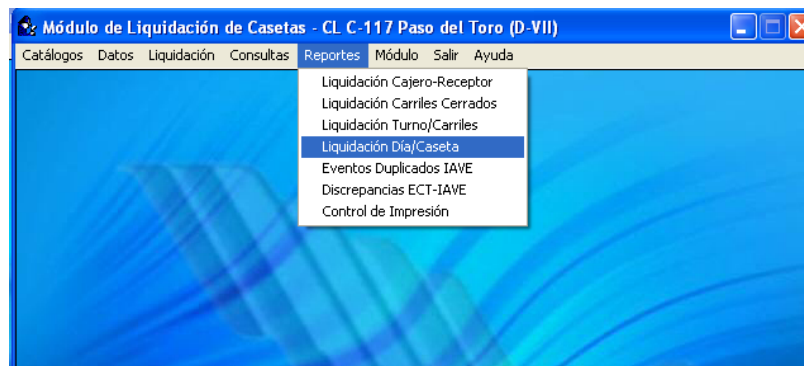 Módulo de Liquidación de Casetas - CL C-117 Paso del Toro (D-VII)
Catálogos Datos Liquidación Consultas Reportes Módulo Salir Ayuda
Liquidación Cajero-Receptor
Liquidación Carriles Cerrados
Liquidación Turno/Carriles
Liquidación Día/Caseta
Eventos Duplicados IAVE
Discrepancias ECT-IAVE
Control de Impresión